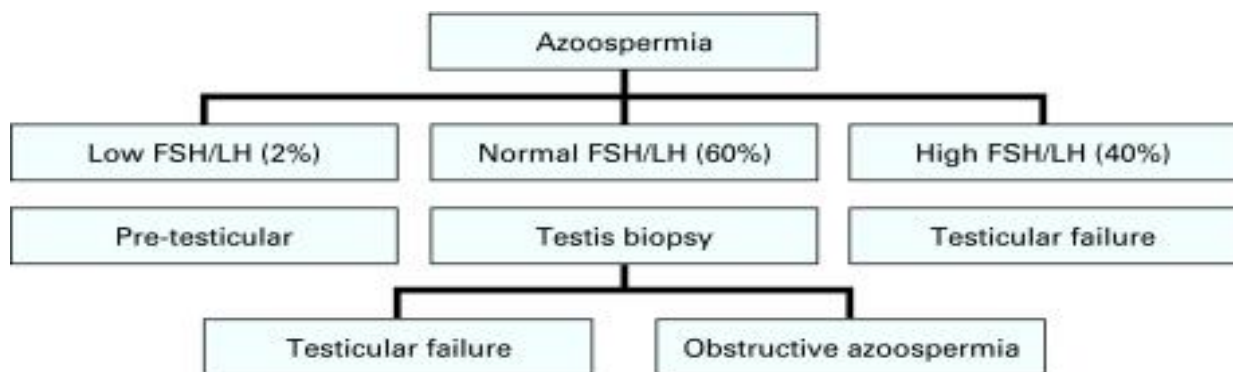 Azoospermia
Low FSH/LH (2%)
Normal FSH/LH (60%)
High FSH/LH (40%)
Pre-testicular
Testis biopsy
Testicular failure
Testicular failure
Obstructive azoospermia